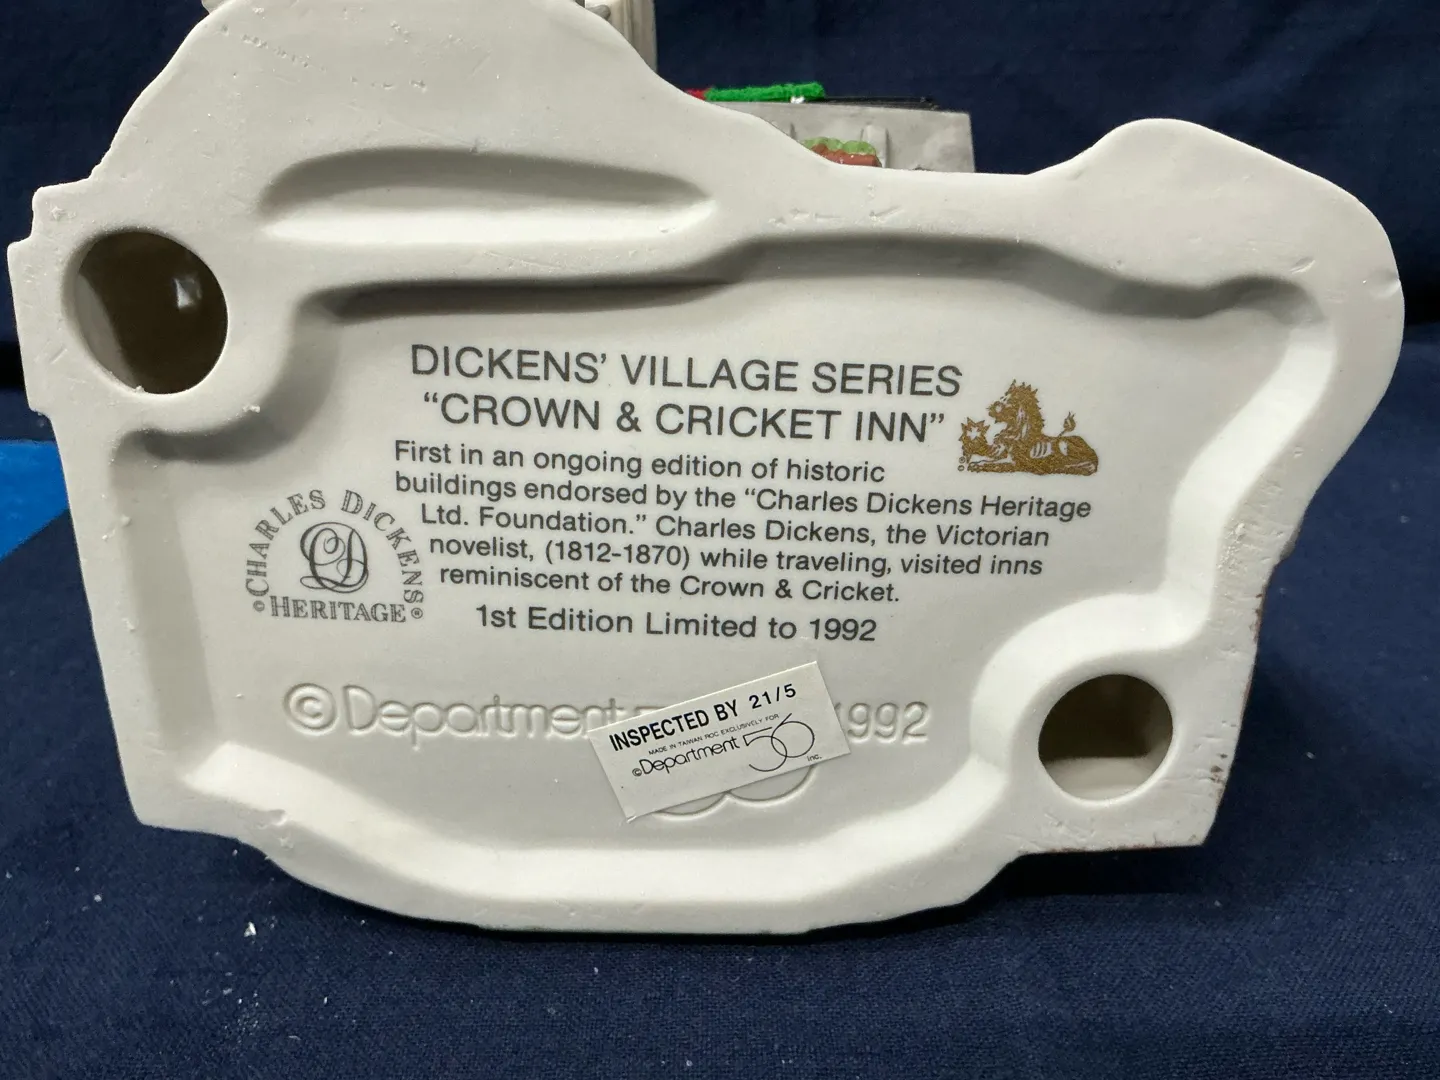 DICKENS' VILLAGE SERIES
“CROWN & CRICKET INN”
First in an ongoing edition of historic
buildings endorsed by the “Charles Dickens Heritage
Ltd. Foundation.” Charles Dickens, the Victorian
novelist, (1812-1870) while traveling, visited inns
reminiscent of the Crown & Cricket.
1st Edition Limited to 1992
©CHARLES DICKENS
CD
HERITAGE®
©Department 1992
INSPECTED BY 21/5
MADE IN TAIWAN ROC EXCLUSIVELY FOR
©Department 56 inc.